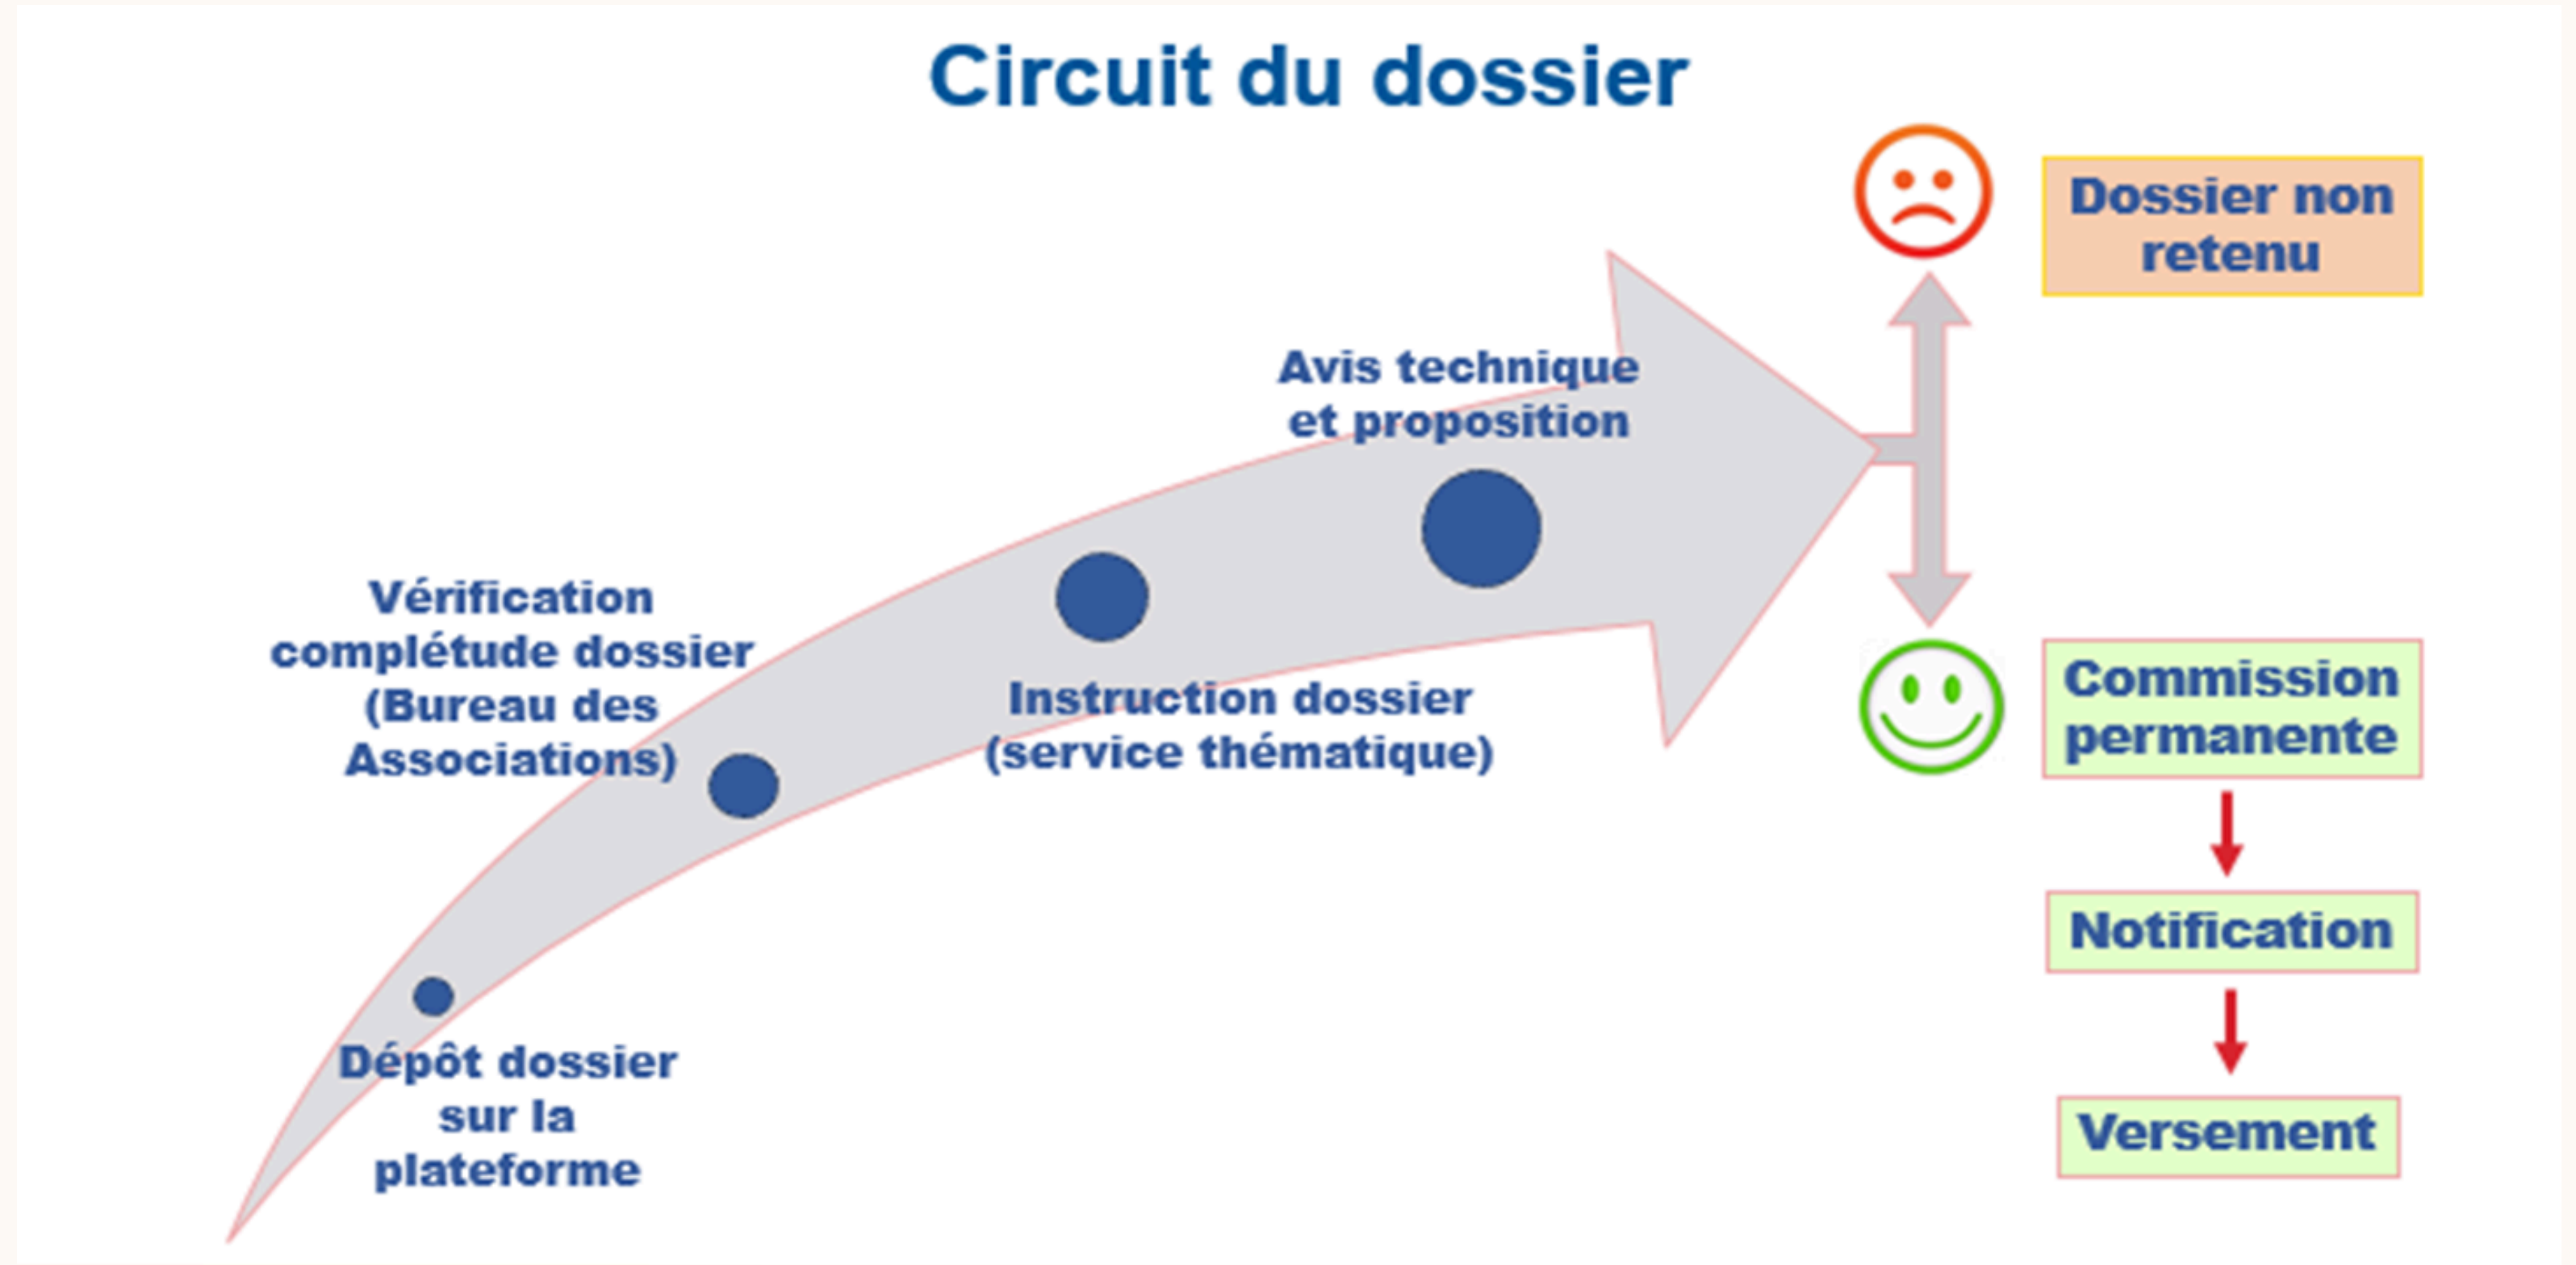 Circuit du dossier
Dossier non
retenu
Avis technique
et proposition
Vérification
complétude dossier
(Bureau des
Associations)
Instruction dossier
(service thématique)
Commission
permanente
Notification
Dépôt dossier
sur la
plateforme
Versement